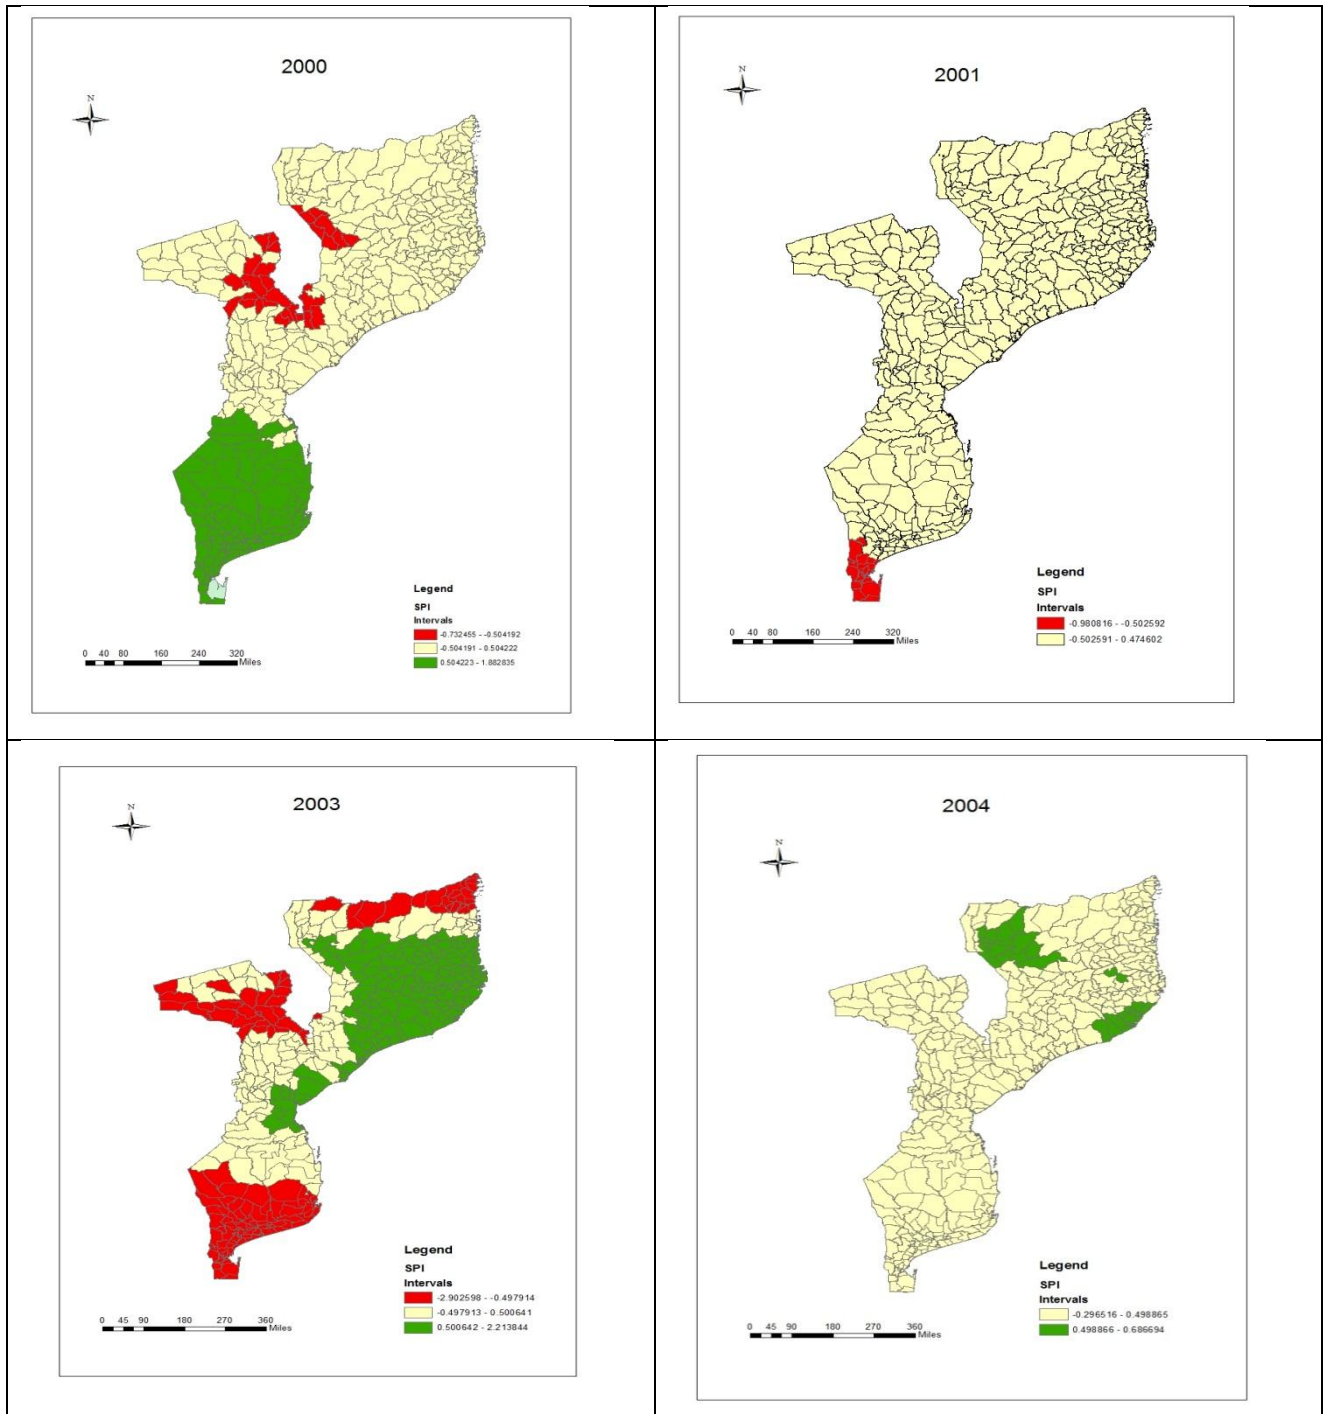 2000
N
Legend
SPI
Intervals
-0.732455 - -0.504192
-0.504191 - 0.504222
0.504223 - 1.882835
0 40 80 160 240 320
Miles
2001
N
Legend
SPI
Intervals
-0.980816 - -0.502592
-0.502591 - 0.474602
0 40 80 160 240 320
Miles
2003
N
Legend
SPI
Intervals
-2.902598 - -0.497914
-0.497913 - 0.500641
0.500642 - 2.213844
0 45 90 180 270 360
Miles
2004
N
Legend
SPI
Intervals
-0.296516 - 0.498865
0.498866 - 0.686694
0 45 90 180 270 360
Miles